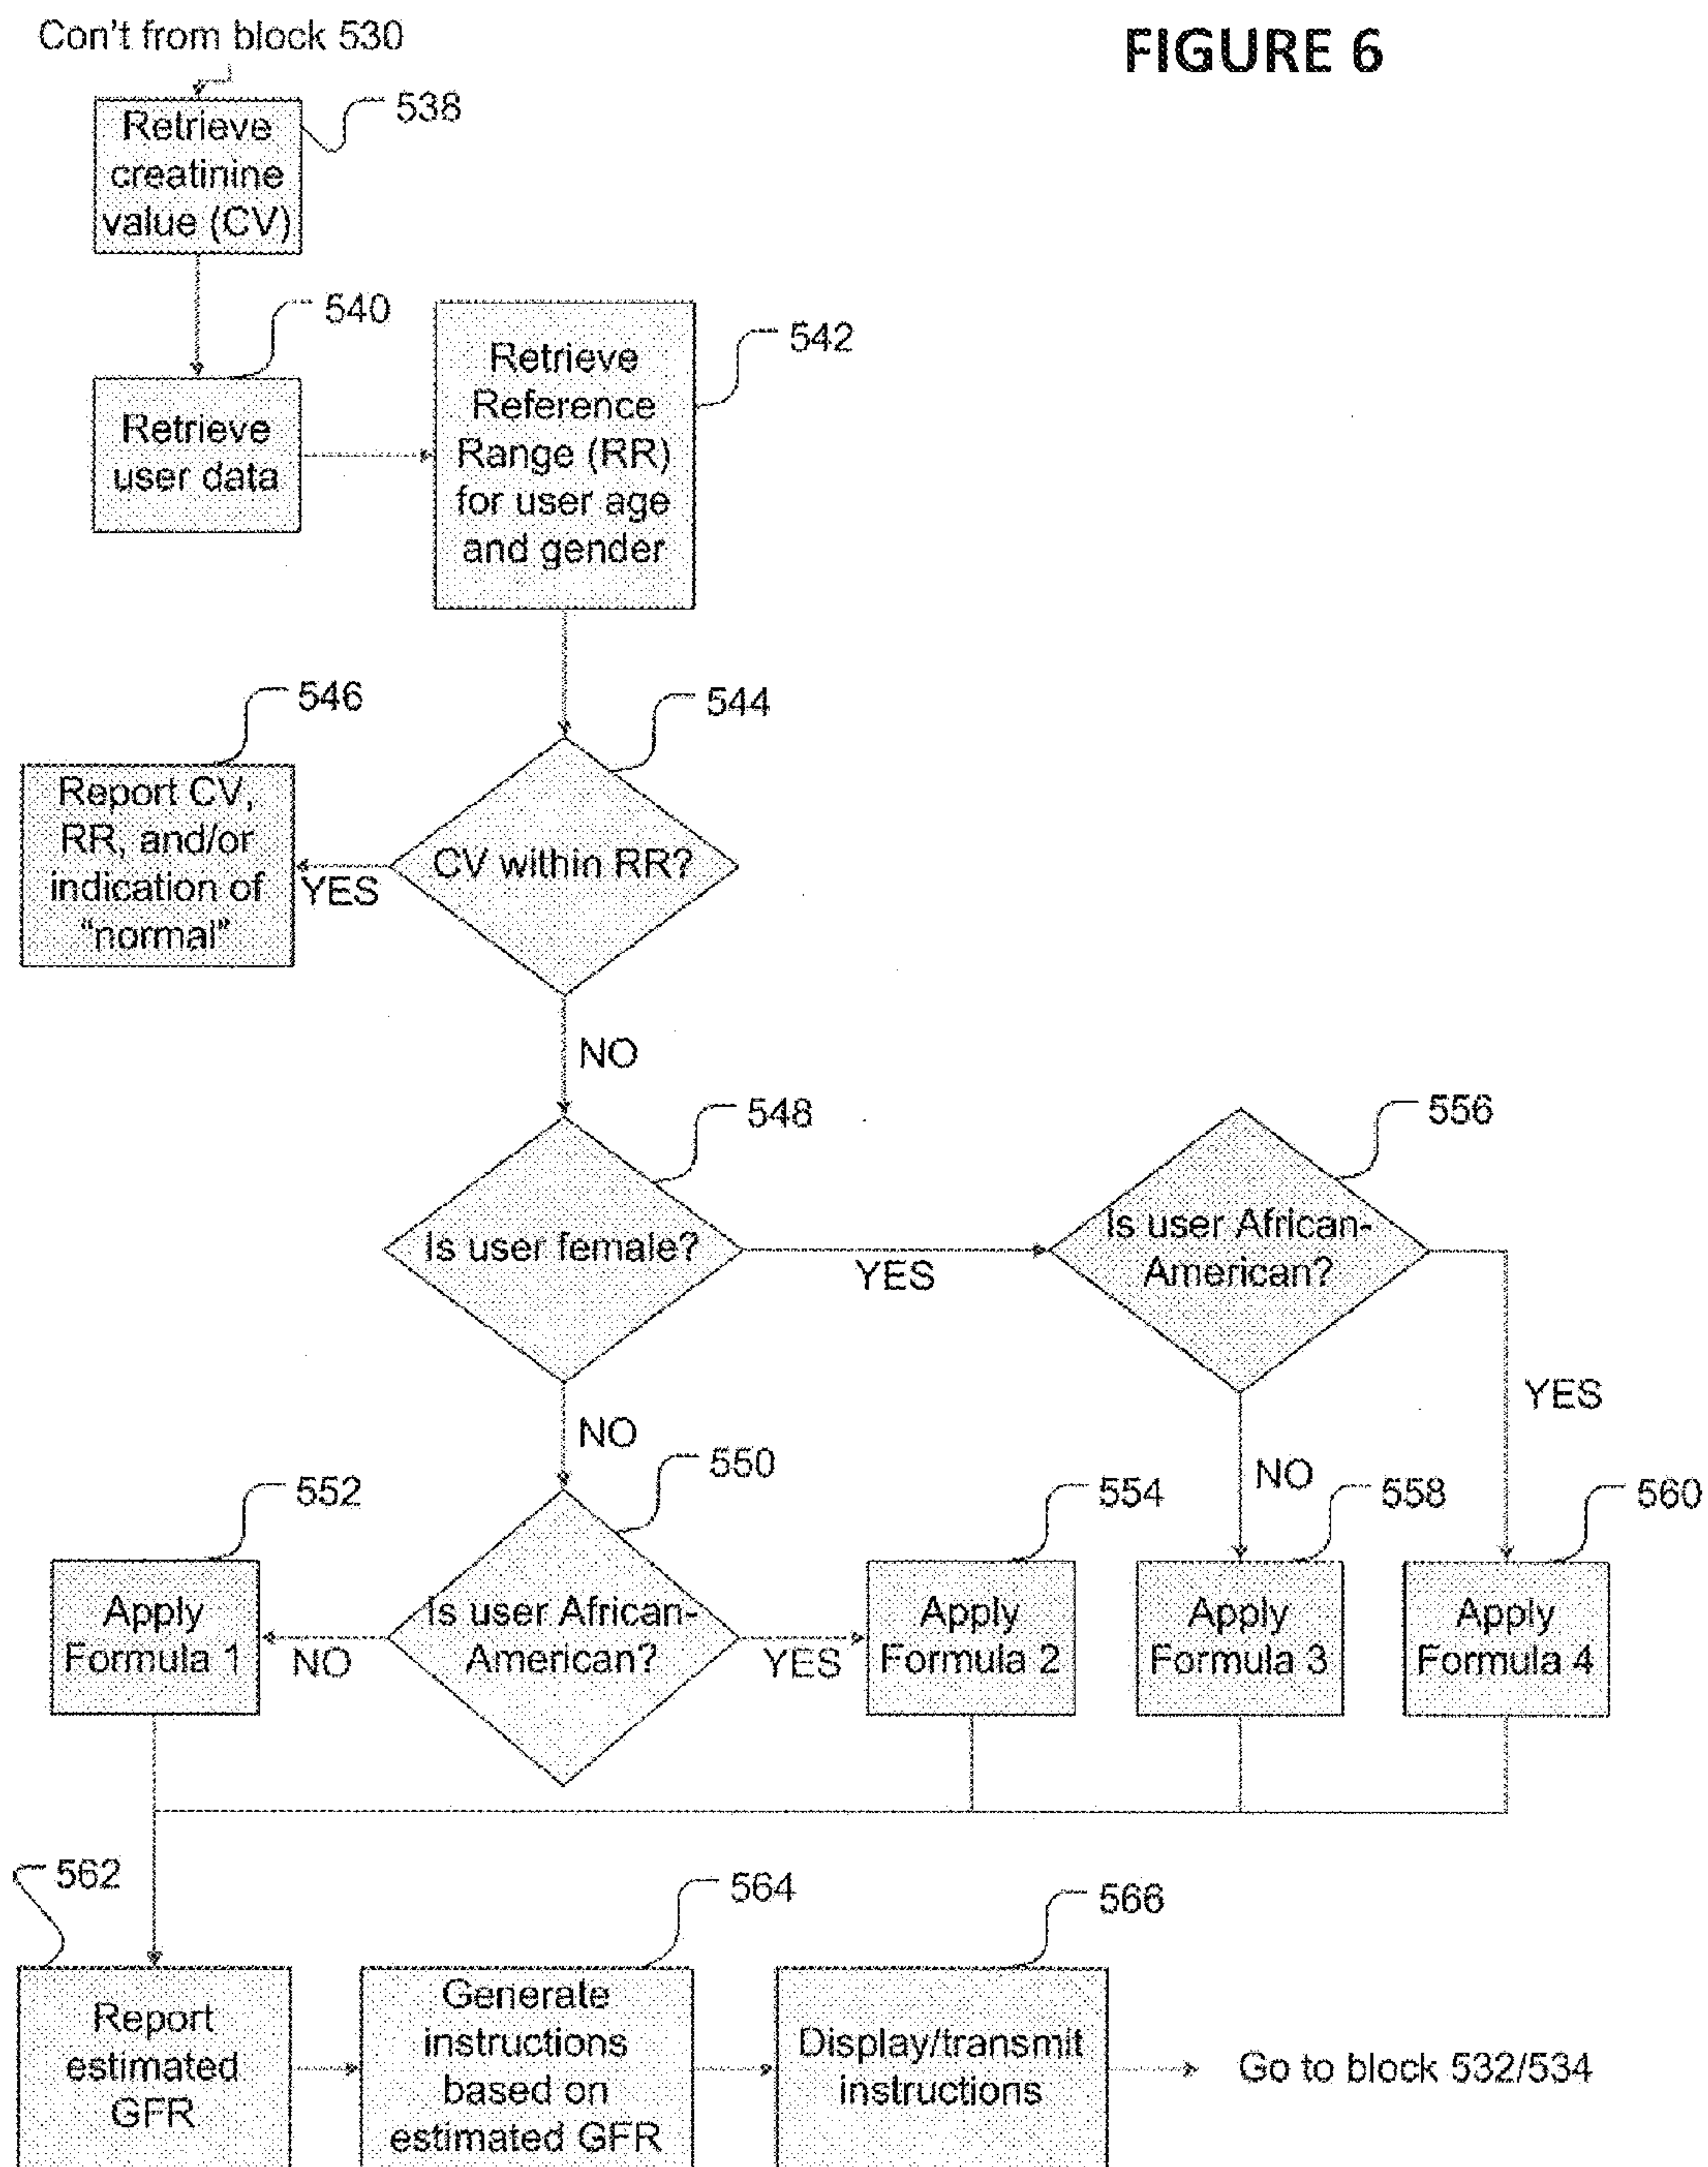 Con't from block 530
FIGURE 6
538
Retrieve
creatinine
value (CV)
540
Retrieve
user data
542
Retrieve
Reference
Range (RR)
for user age
and gender
546
Report CV,
RR, and/or
indication of
“normal”
544
CV within RR?
YES
NO
548
Is user female?
YES
556
Is user African-
American?
YES
NO
NO
550
Is user African-
American?
NO
YES
552
Apply
Formula 1
554
Apply
Formula 2
558
Apply
Formula 3
560
Apply
Formula 4
562
Report
estimated
GFR
564
Generate
instructions
based on
estimated GFR
566
Display/transmit
instructions
Go to block 532/534